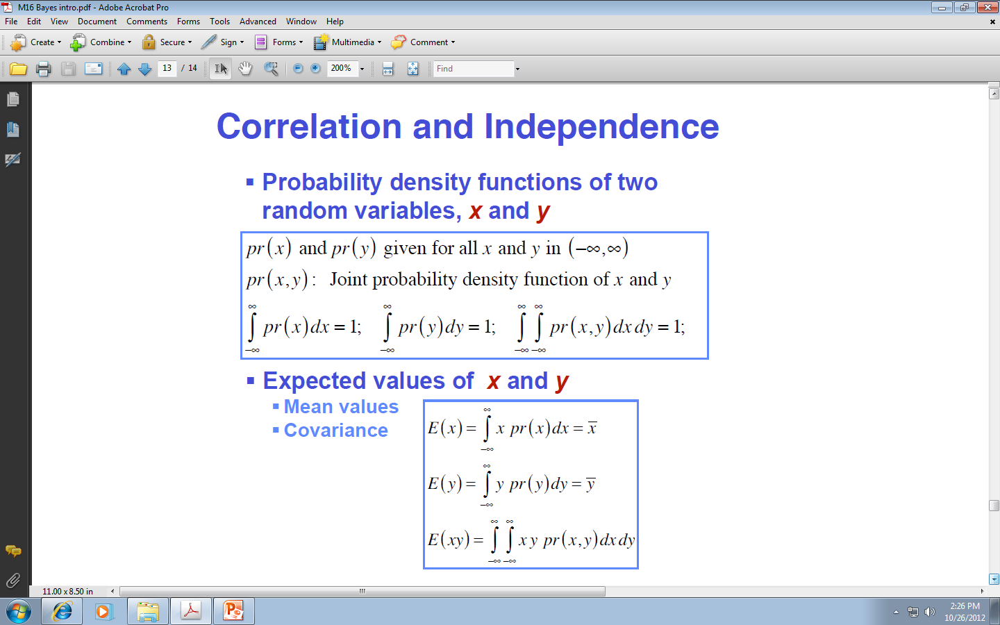 M16 Bayes intro.pdf - Adobe Acrobat Pro
File Edit View Document Comments Forms Tools Advanced Window Help
Create Combine Secure Sign Forms Multimedia Comment
13 / 14 200% Find
Correlation and Independence
▪ Probability density functions of two
random variables, x and y
pr(x) and pr(y) given for all x and y in (−∞,∞)
pr(x,y): Joint probability density function of x and y
∫_{−∞}^{∞} pr(x)dx = 1; ∫_{−∞}^{∞} pr(y)dy = 1; ∫_{−∞}^{∞} ∫_{−∞}^{∞} pr(x,y)dx dy = 1;
▪ Expected values of x and y
▪ Mean values
▪ Covariance
E(x) = ∫_{−∞}^{∞} x pr(x)dx = x̅
E(y) = ∫_{−∞}^{∞} y pr(y)dy = y̅
E(xy) = ∫_{−∞}^{∞} ∫_{−∞}^{∞} x y pr(x,y)dx dy
11.00 x 8.50 in
2:26 PM
10/26/2012